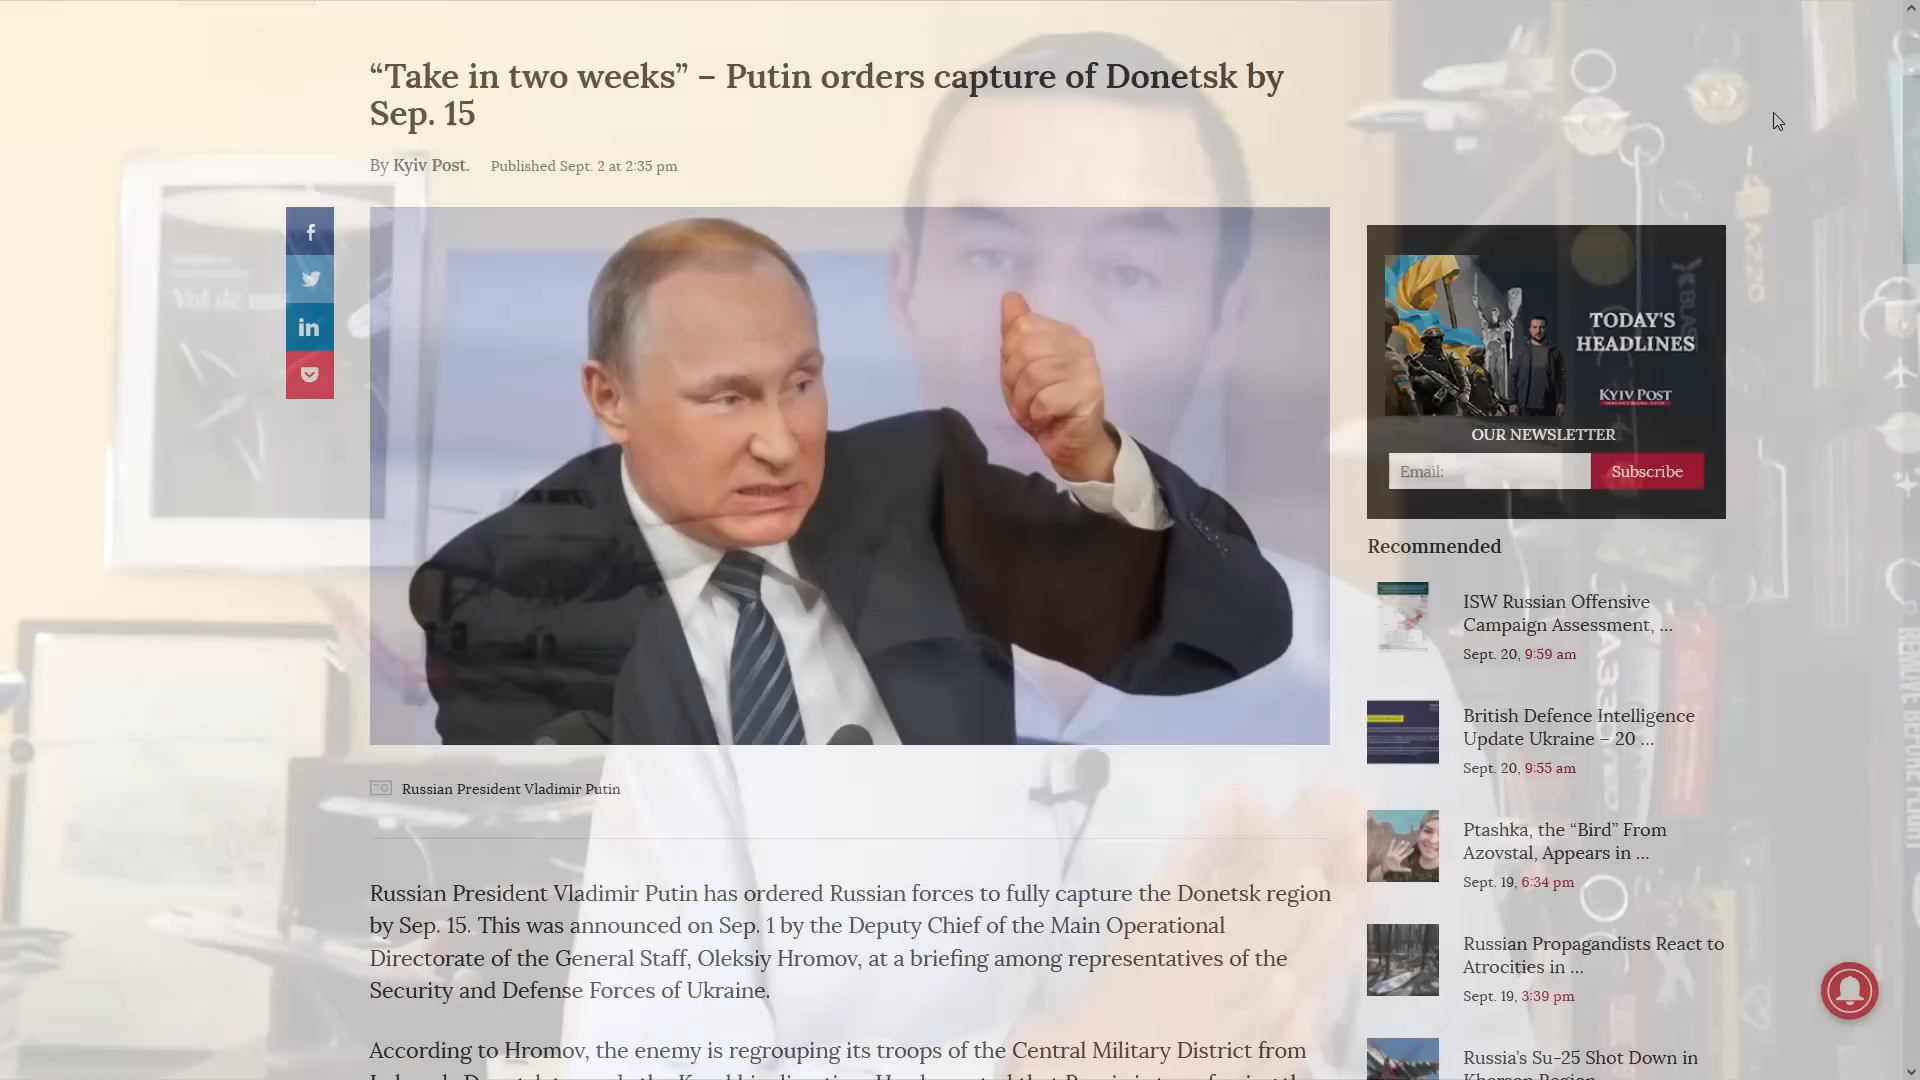 “Take in two weeks” – Putin orders capture of Donetsk by
Sep. 15
By Kyiv Post. Published Sept. 2 at 2:35 pm
Vol de nuit
TODAY'S
HEADLINES
KYIV POST
OUR NEWSLETTER
Email: Subscribe
Recommended
ISW Russian Offensive
Campaign Assessment, ...
Sept. 20, 9:59 am
British Defence Intelligence
Update Ukraine – 20 ...
Sept. 20, 9:55 am
Ptashka, the “Bird” From
Azovstal, Appears in ...
Sept. 19, 6:34 pm
Russian Propagandists React to
Atrocities in ...
Sept. 19, 3:39 pm
Russia’s Su-25 Shot Down in
Russian President Vladimir Putin
Russian President Vladimir Putin has ordered Russian forces to fully capture the Donetsk region
by Sep. 15. This was announced on Sep. 1 by the Deputy Chief of the Main Operational
Directorate of the General Staff, Oleksiy Hromov, at a briefing among representatives of the
Security and Defense Forces of Ukraine.
According to Hromov, the enemy is regrouping its troops of the Central Military District from
A220
REMOVE BEFORE FLIGHT